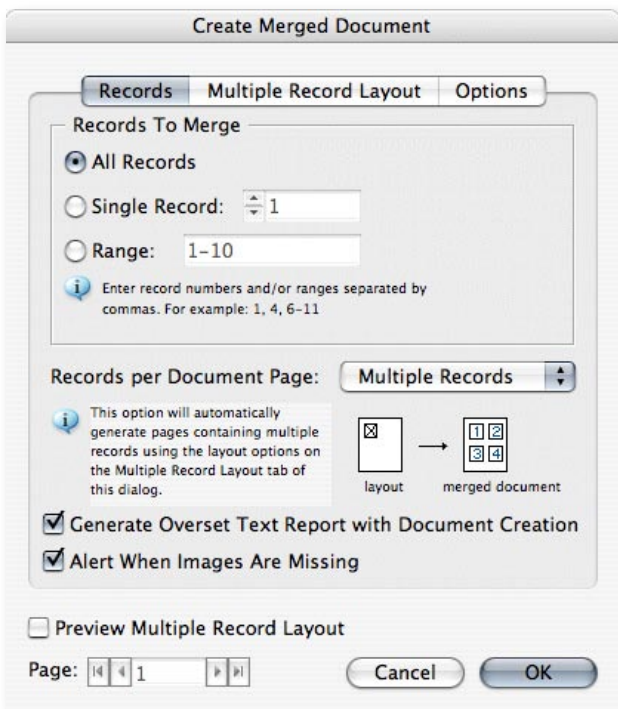 Create Merged Document
Records Multiple Record Layout Options
Records To Merge
All Records
Single Record: 1
Range: 1-10
i Enter record numbers and/or ranges separated by
commas. For example: 1, 4, 6-11
Records per Document Page: Multiple Records
i This option will automatically
generate pages containing multiple
records using the layout options on
the Multiple Record Layout tab of
this dialog.
1 2
3 4
layout merged document
Generate Overset Text Report with Document Creation
Alert When Images Are Missing
Preview Multiple Record Layout
Page: 1 Cancel OK